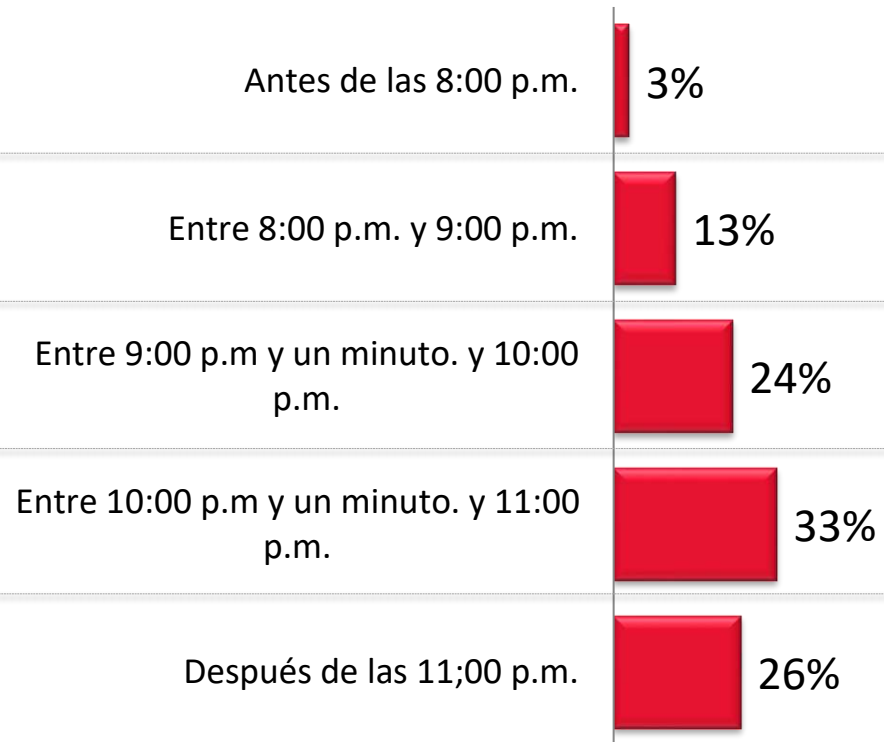 Antes de las 8:00 p.m.
3%
Entre 8:00 p.m. y 9:00 p.m.
13%
Entre 9:00 p.m y un minuto. y 10:00
p.m.
24%
Entre 10:00 p.m y un minuto. y 11:00
p.m.
33%
Después de las 11;00 p.m.
26%